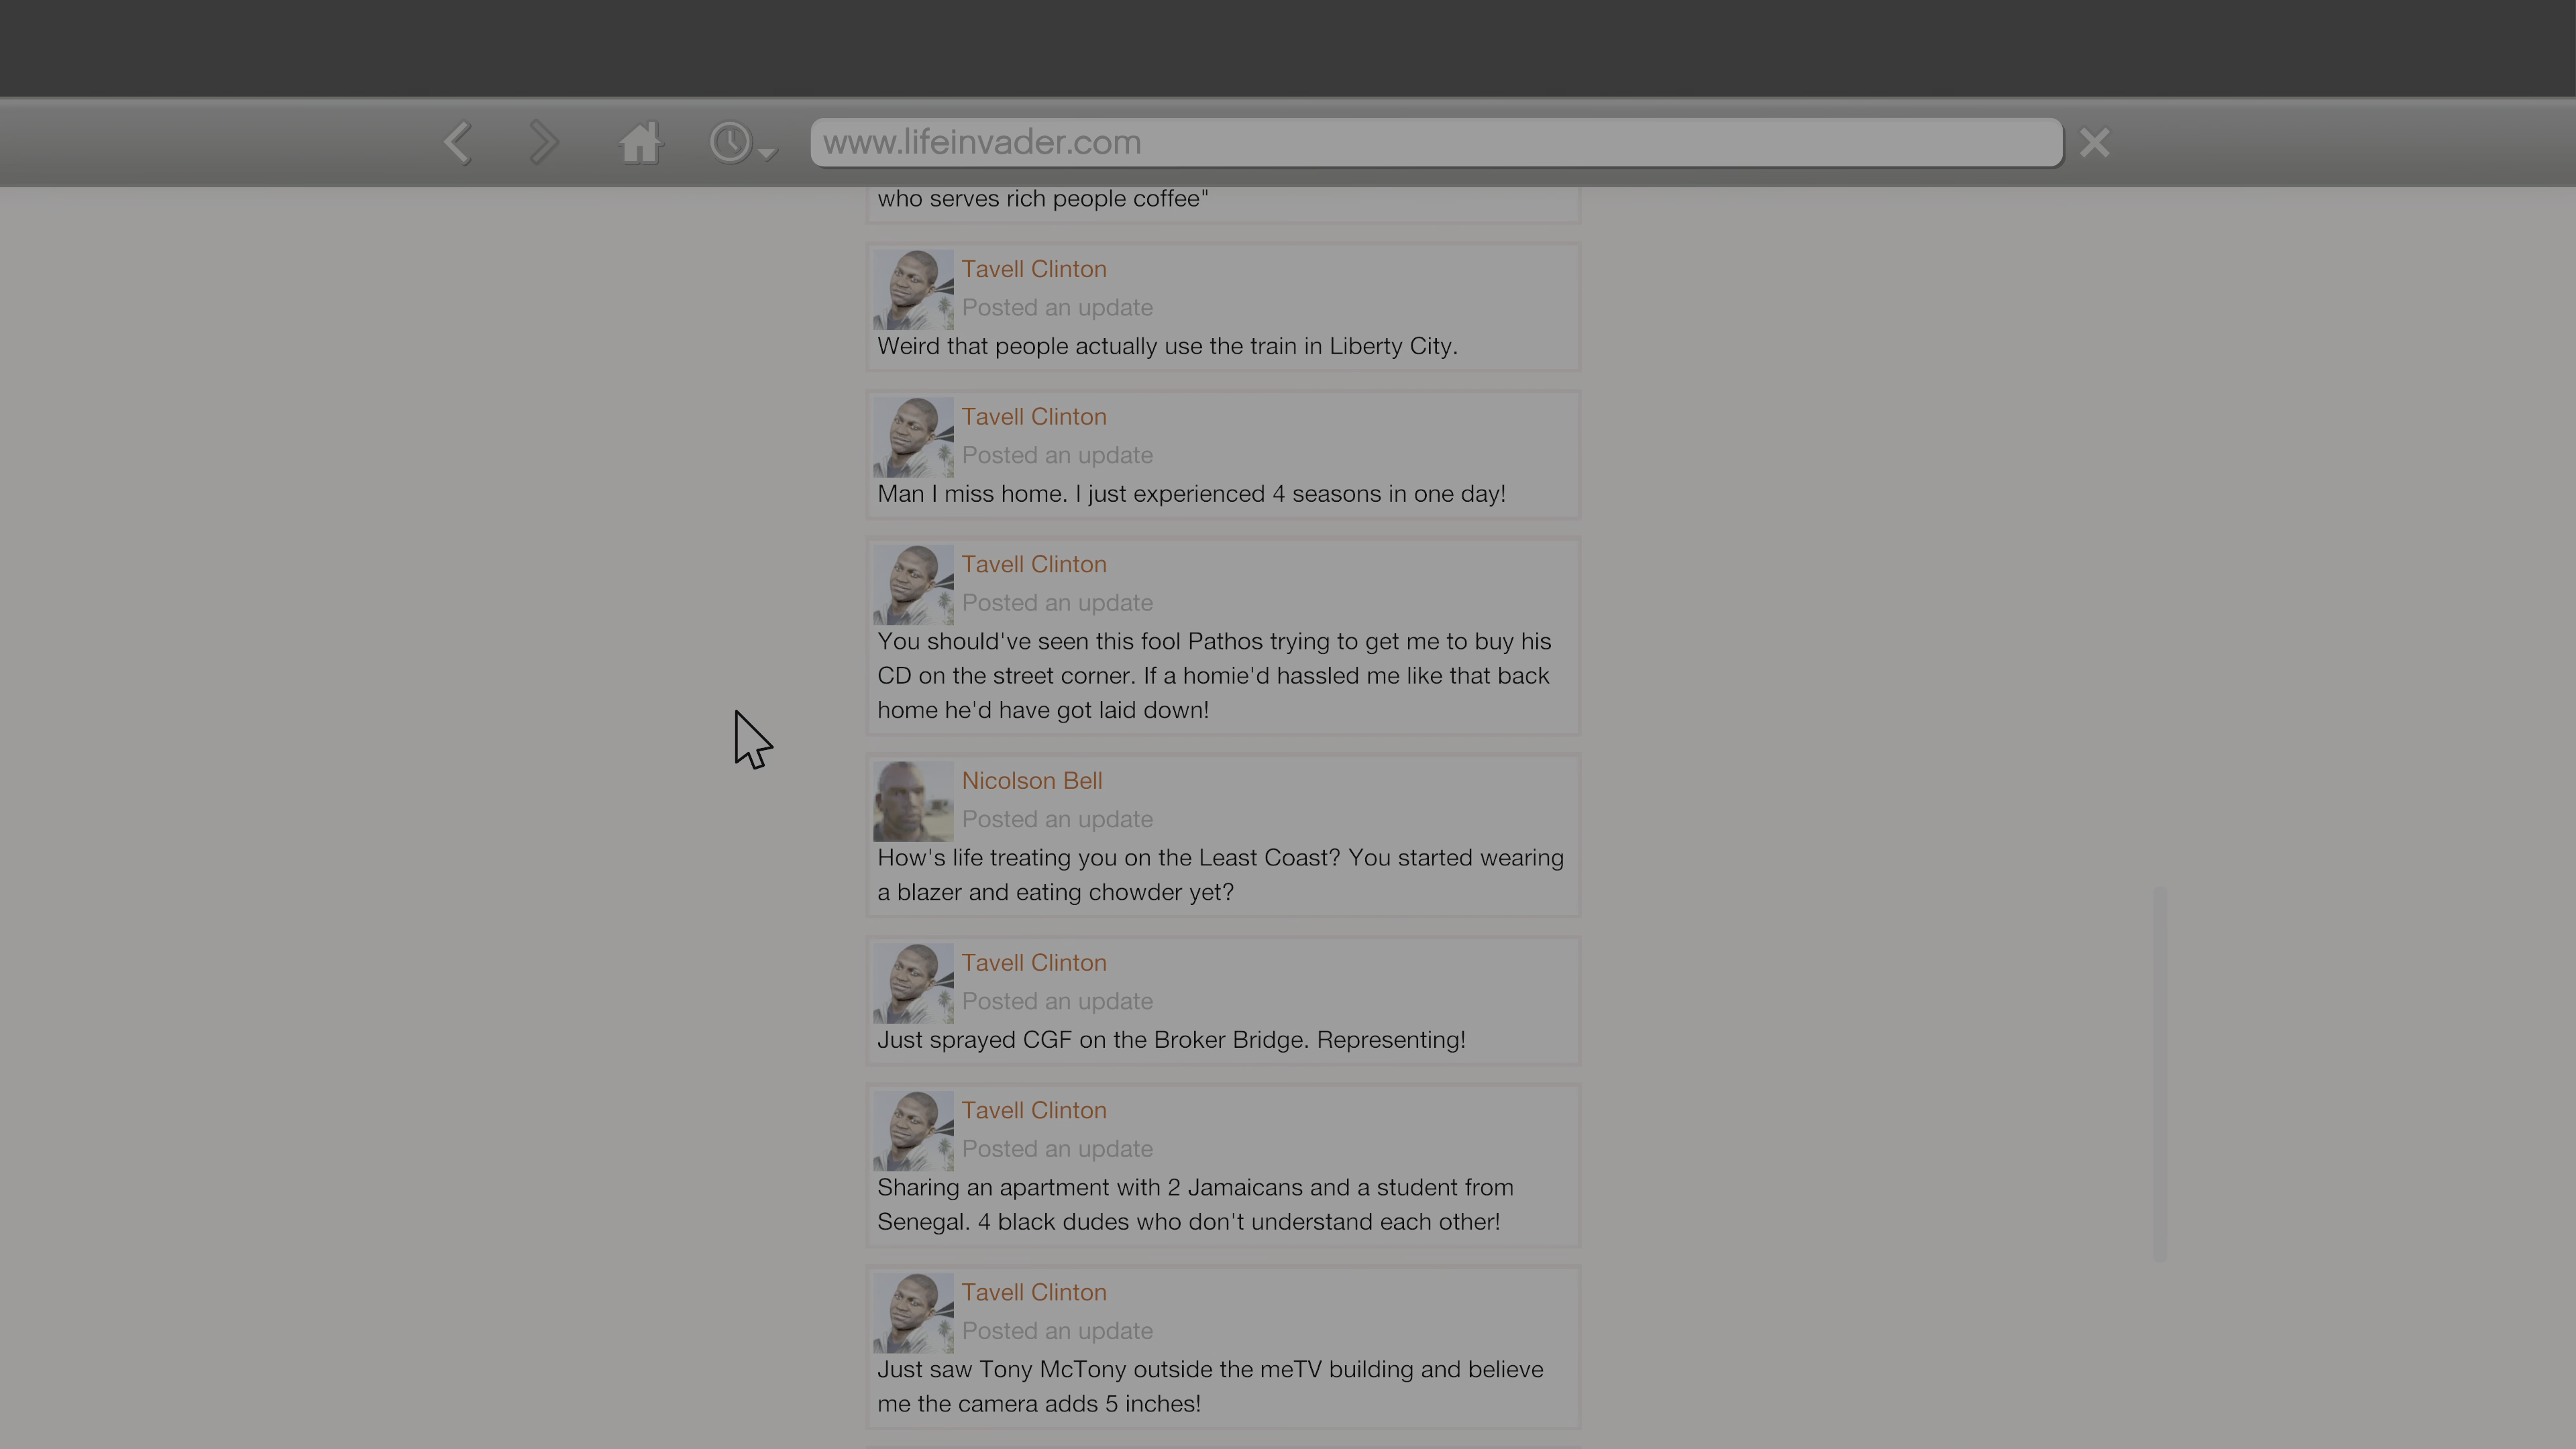 www.lifeinvader.com
who serves rich people coffee"
Tavell Clinton
Posted an update
Weird that people actually use the train in Liberty City.
Tavell Clinton
Posted an update
Man I miss home. I just experienced 4 seasons in one day!
Tavell Clinton
Posted an update
You should've seen this fool Pathos trying to get me to buy his
CD on the street corner. If a homie'd hassled me like that back
home he'd have got laid down!
Nicolson Bell
Posted an update
How's life treating you on the Least Coast? You started wearing
a blazer and eating chowder yet?
Tavell Clinton
Posted an update
Just sprayed CGF on the Broker Bridge. Representing!
Tavell Clinton
Posted an update
Sharing an apartment with 2 Jamaicans and a student from
Senegal. 4 black dudes who don't understand each other!
Tavell Clinton
Posted an update
Just saw Tony McTony outside the meTV building and believe
me the camera adds 5 inches!